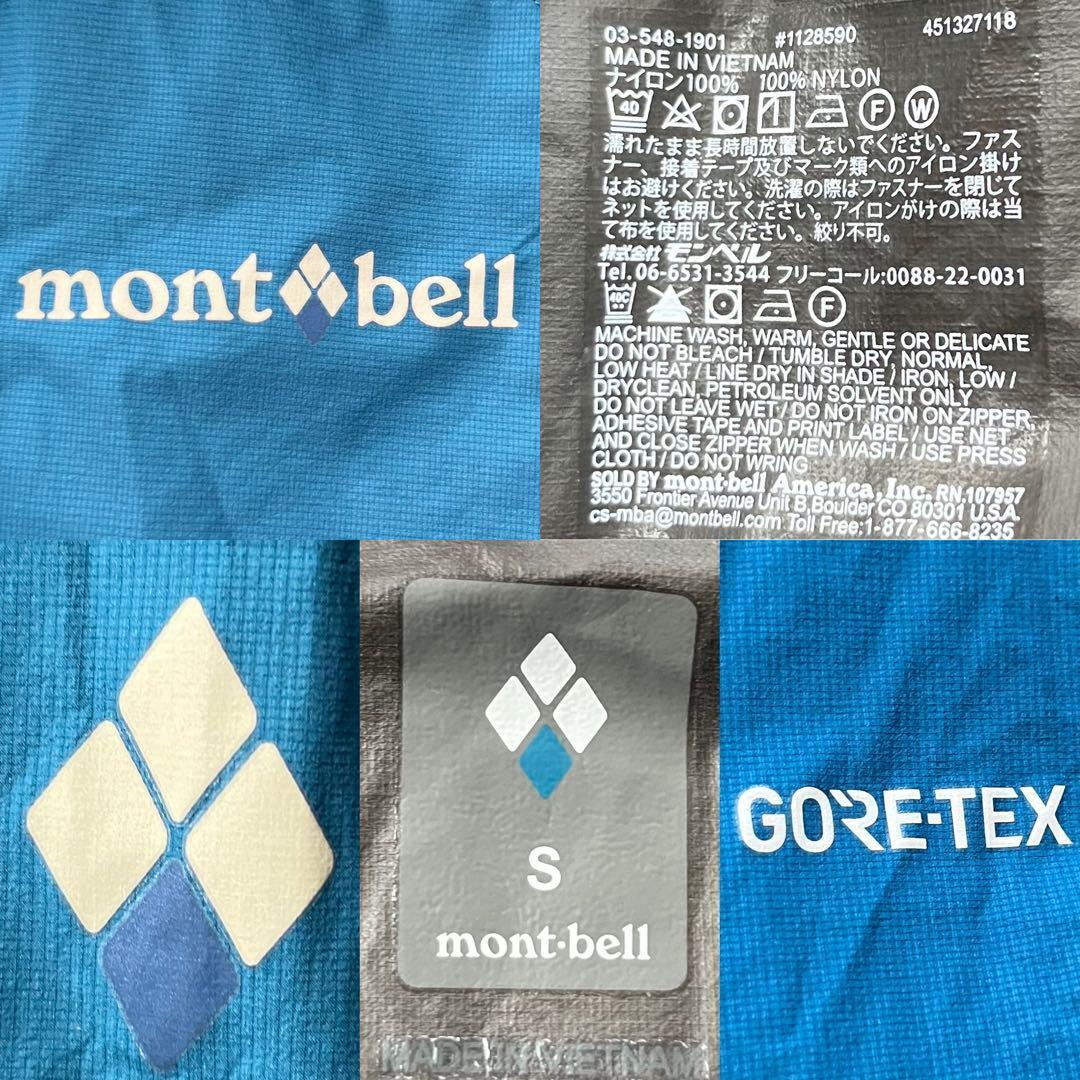 mont bell
03-548-1901 #1128590 451327118
MADE IN VIETNAM
ナイロン100% 100% NYLON
40 1 F W
濡れたまま長時間放置しないでください。ファス
ナー、接着テープ及びマーク類へのアイロン掛け
はお避けください。洗濯の際はファスナーを閉じて
ネットを使用してください。アイロンがけの際は当
て布を使用してください。絞り不可。
株式会社モンベル
Tel.06-6531-3544 フリーコール:0088-22-0031
40C F
MACHINE WASH, WARM, GENTLE OR DELICATE
DO NOT BLEACH / TUMBLE DRY, NORMAL,
LOW HEAT / LINE DRY IN SHADE / IRON, LOW /
DRYCLEAN, PETROLEUM SOLVENT ONLY
DO NOT LEAVE WET / DO NOT IRON ON ZIPPER,
ADHESIVE TAPE AND PRINT LABEL / USE NET
AND CLOSE ZIPPER WHEN WASH / USE PRESS
CLOTH / DO NOT WRING
SOLD BY mont-bell America, Inc. RN.107957
3550 Frontier Avenue Unit B, Boulder CO 80301 U.S.A.
cs-mba@montbell.com Toll Free:1-877-666-8235
S
mont·bell
MADE IN VIETNAM
GORE-TEX